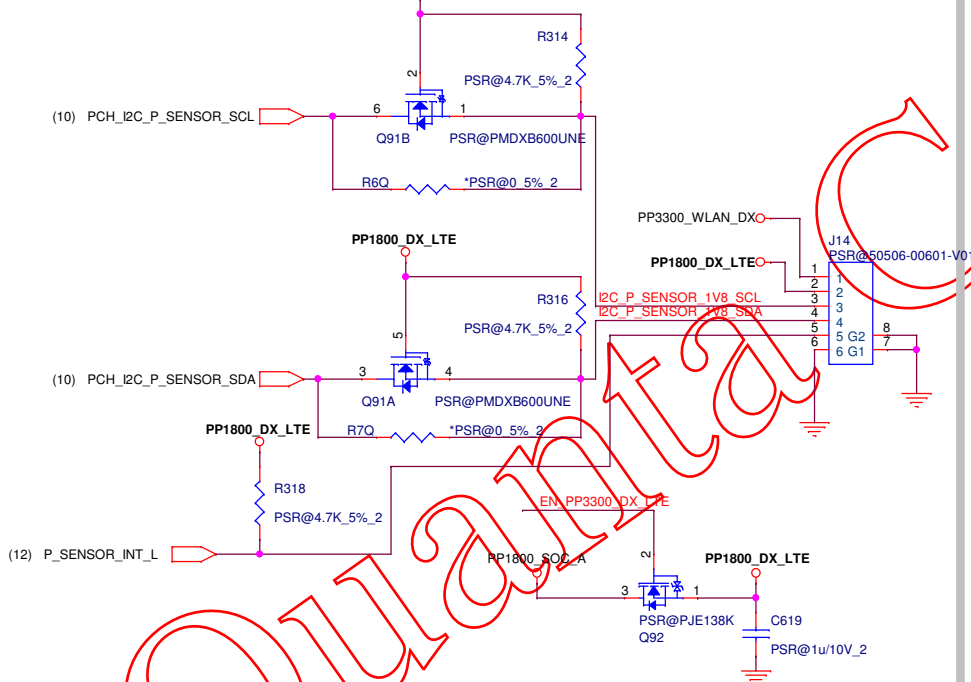 R314
PSR@4.7K_5%_2
2
(10) PCH_I2C_P_SENSOR_SCL
6
1
Q91B
PSR@PMDXB600UNE
R6Q
*PSR@0_5%_2
PP3300_WLAN_DX
PP1800_DX_LTE
J14
PSR@50506-00601-V01
PP1800_DX_LTE
1
2
3
4
5
6
1
2
3
4
5 G2
6 G1
8
7
R316
PSR@4.7K_5%_2
I2C_P_SENSOR_1V8_SCL
I2C_P_SENSOR_1V8_SDA
5
(10) PCH_I2C_P_SENSOR_SDA
3
4
Q91A
PSR@PMDXB600UNE
R7Q
*PSR@0_5%_2
PP1800_DX_LTE
R318
PSR@4.7K_5%_2
(12) P_SENSOR_INT_L
EN_PP3300_DX_LTE
2
PP1800_SOC_A
PP1800_DX_LTE
3
1
PSR@PJE138K
Q92
C619
PSR@1u/10V_2
Quanta C